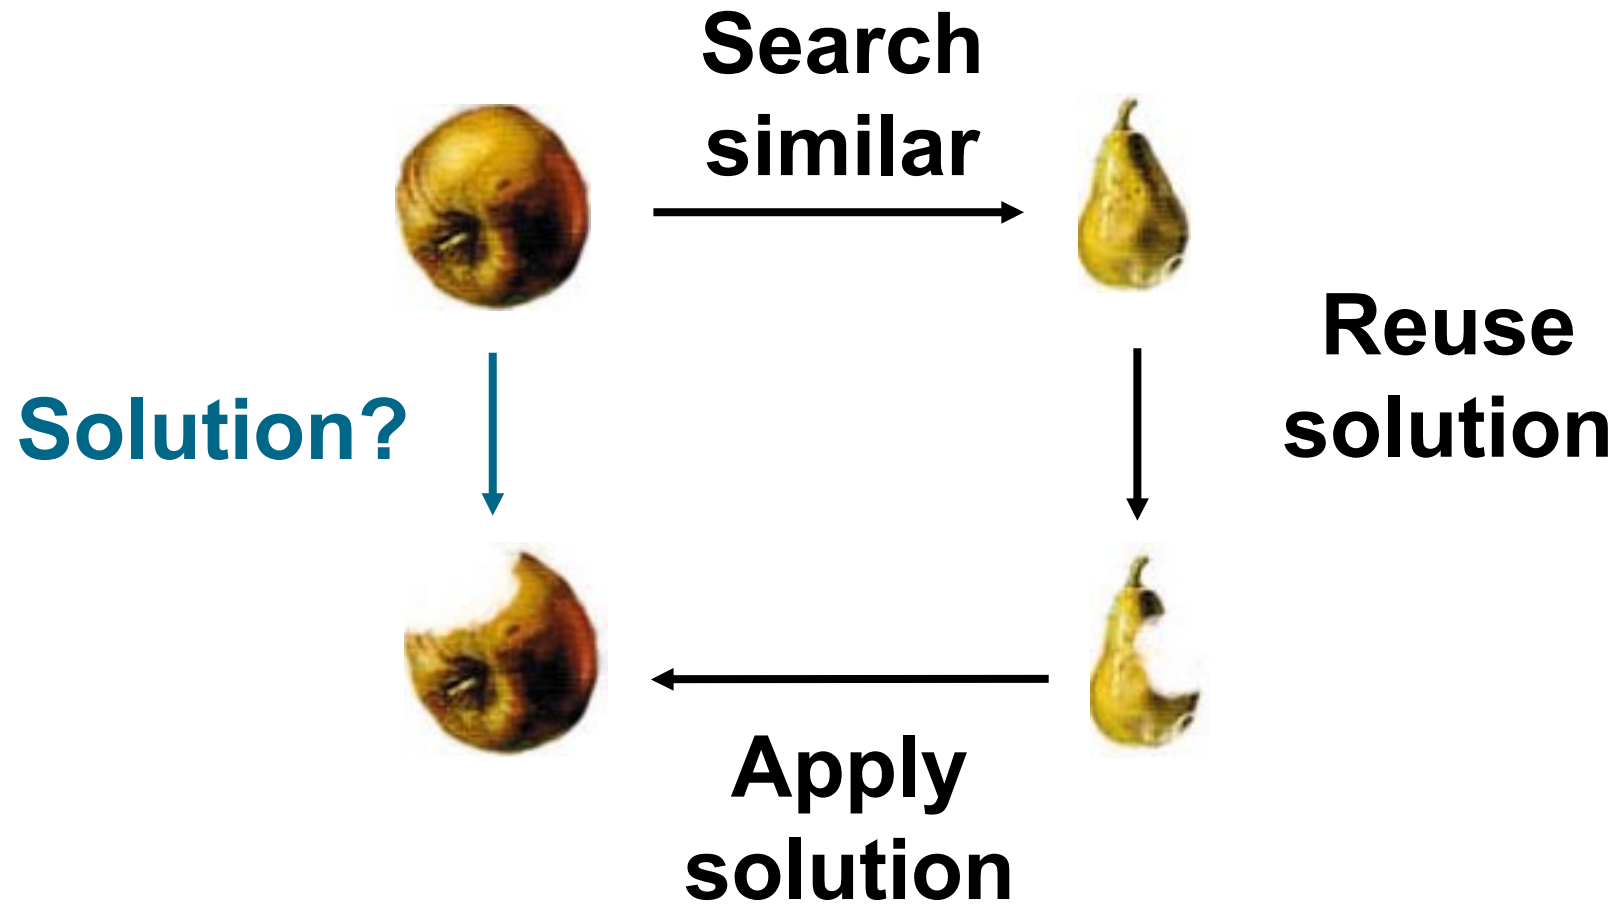 Search
similar
Solution?
Reuse
solution
Apply
solution